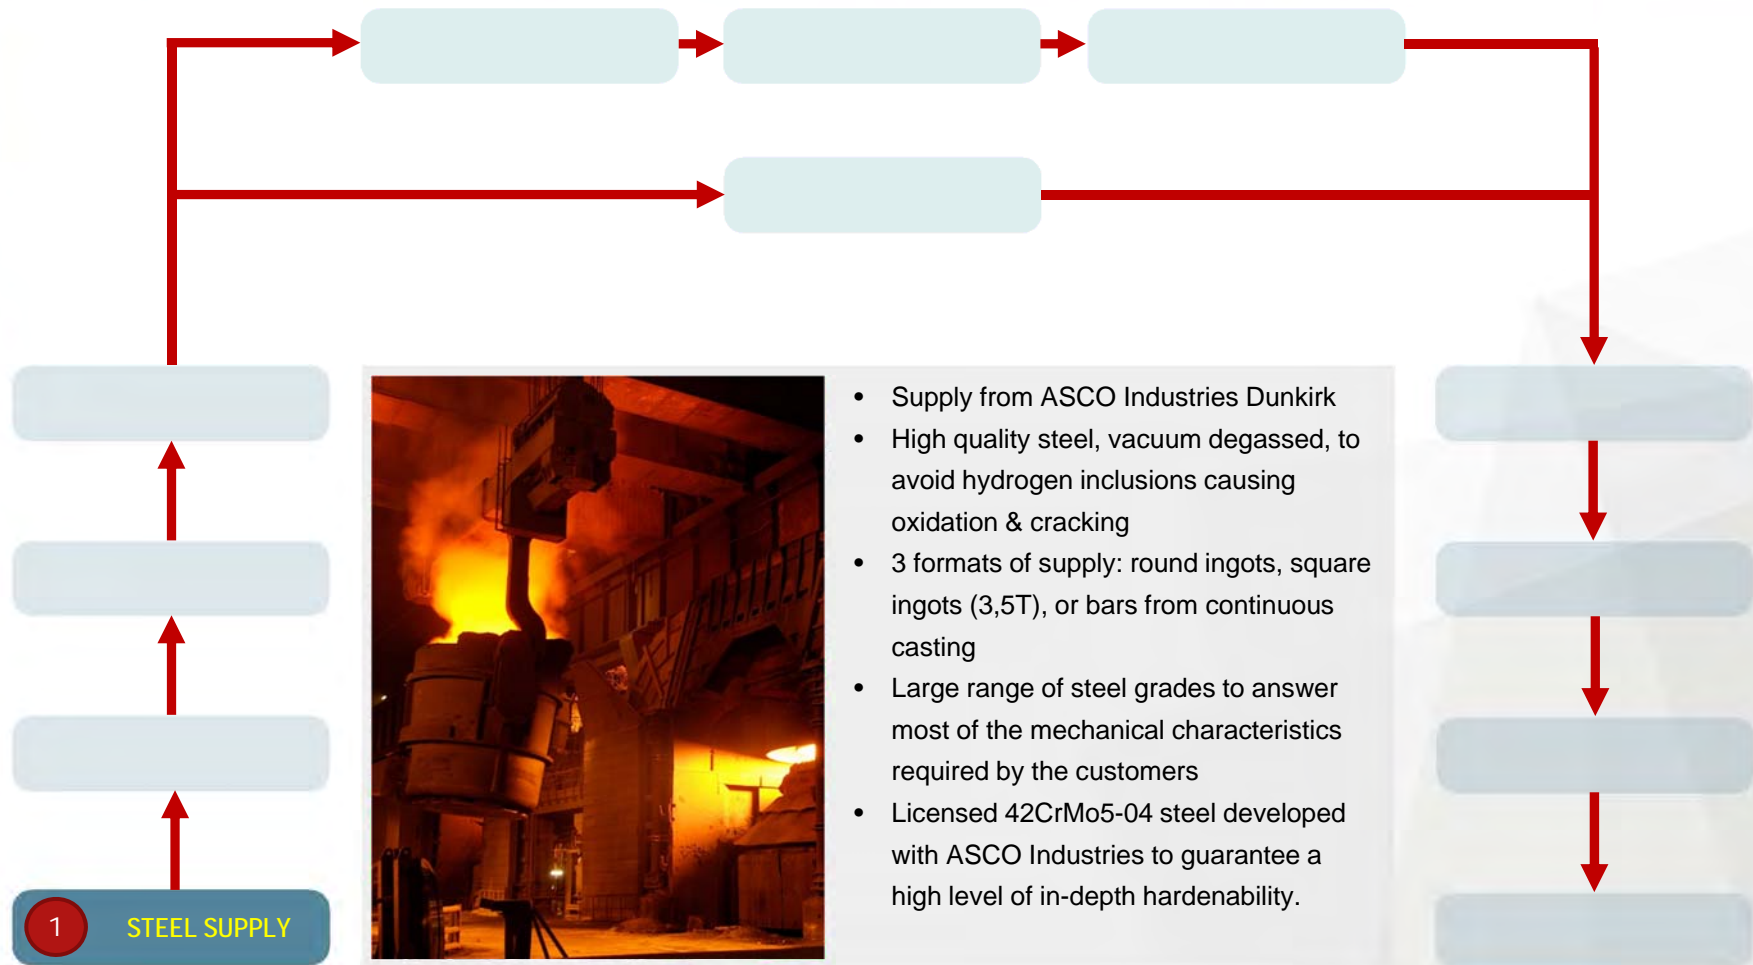 • Supply from ASCO Industries Dunkirk
• High quality steel, vacuum degassed, to
avoid hydrogen inclusions causing
oxidation & cracking
• 3 formats of supply: round ingots, square
ingots (3,5T), or bars from continuous
casting
• Large range of steel grades to answer
most of the mechanical characteristics
required by the customers
• Licensed 42CrMo5-04 steel developed
with ASCO Industries to guarantee a
high level of in-depth hardenability.
1 STEEL SUPPLY